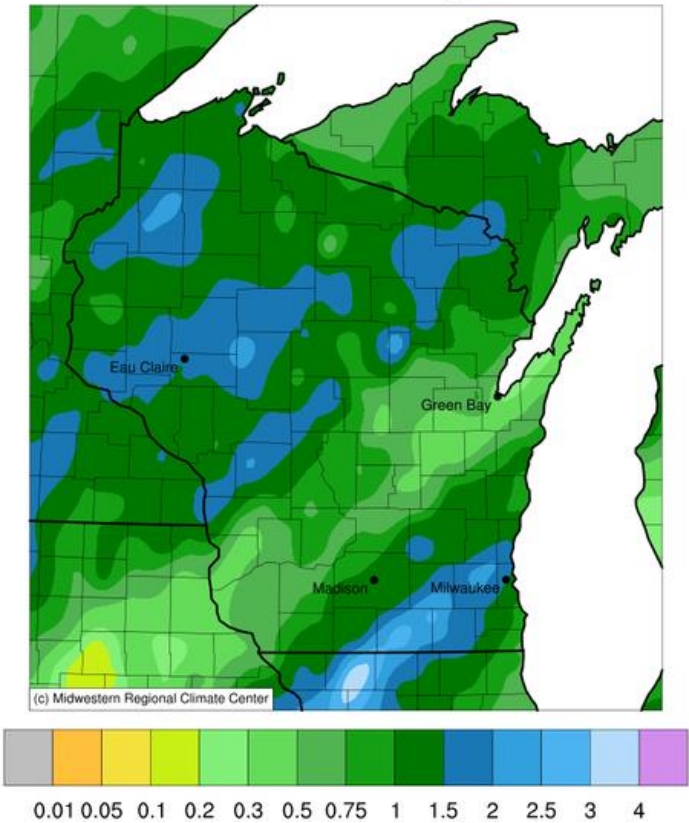 Eau Claire
Green Bay
Madison
Milwaukee
(c) Midwestern Regional Climate Center
0.01 0.05 0.1 0.2 0.3 0.5 0.75 1 1.5 2 2.5 3 4